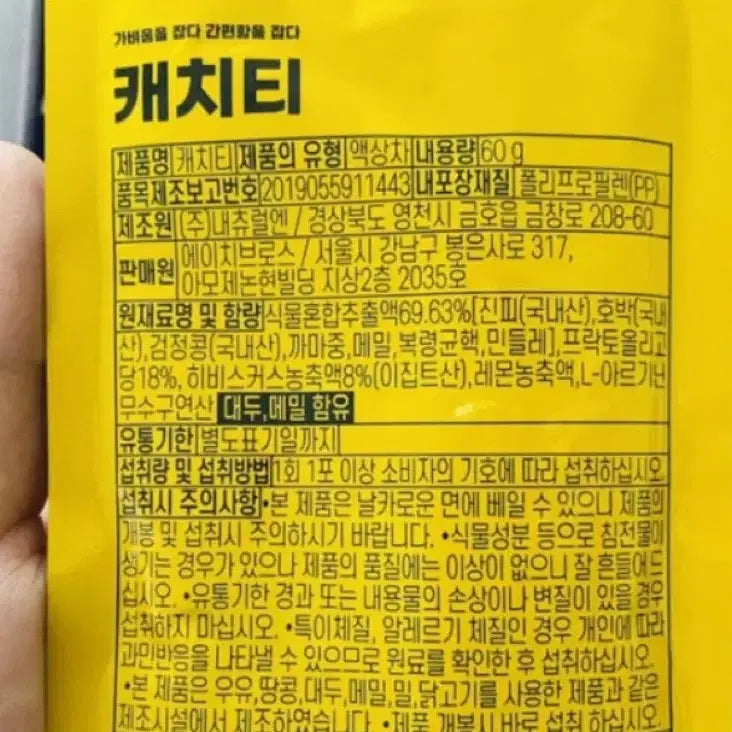 가벼움을 잡다 간편함을 잡다
캐치티
제품명 캐치티 제품의 유형 액상차 내용량 60 g
품목제조보고번호 2019055911443 내포장재질 폴리프로필렌(PP)
제조원 (주)내츄럴엔 / 경상북도 영천시 금호읍 금창로 208-60
판매원 에이치브로스 / 서울시 강남구 봉은사로 317,
아모제논현빌딩 지상2층 2035호
원재료명 및 함량 식물혼합추출액69.63%[진피(국내산),호박(국내
산),검정콩(국내산),까마중,메밀,복령균핵,민들레],프락토올리고
당18%, 히비스커스농축액8%(이집트산),레몬농축액,L-아르기닌
무수구연산 대두,메밀 함유
유통기한 별도표기일까지
섭취량 및 섭취방법 1회 1포 이상 소비자의 기호에 따라 섭취하십시오
섭취시 주의사항 •본 제품은 날카로운 면에 베일 수 있으니 제품의
개봉 및 섭취시 주의하시기 바랍니다. •식물성분 등으로 침전물이
생기는 경우가 있으나 제품의 품질에는 이상이 없으니 잘 흔들어 드
십시오. •유통기한 경과 또는 내용물의 손상이나 변질이 있을 경우
섭취하지 마십시오. •특이체질, 알레르기 체질인 경우 개인에 따라
과민반응을 나타낼 수 있으므로 원료를 확인한 후 섭취하십시오.
•본 제품은 우유,땅콩,대두,메밀,밀,닭고기를 사용한 제품과 같은
제조시설에서 제조하였습니다. •제품 개봉시 바로 섭취 하십시오.